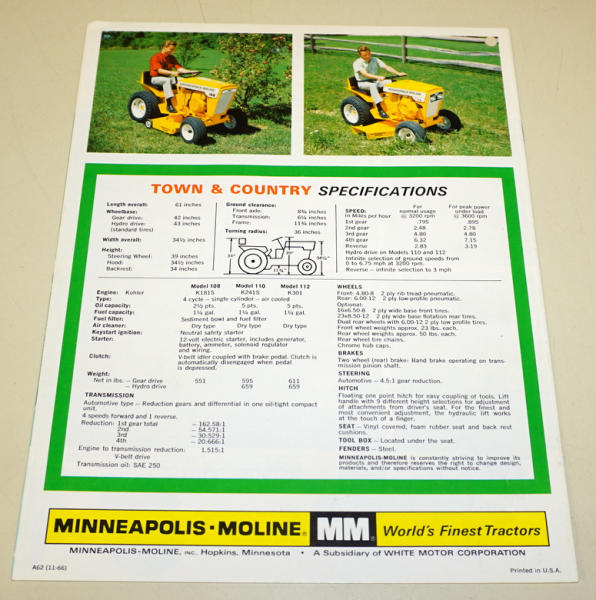 TOWN & COUNTRY SPECIFICATIONS
Length overall: 61 inches
Wheelbase:
Gear drive: 42 inches
Hydro drive: 43 inches
(standard tires)
Width overall: 34½ inches
Height:
Steering Wheel: 39 inches
Hood: 34½ inches
Backrest: 34 inches
Ground clearance:
Front axle: 8¾ inches
Transmission: 6¼ inches
Frame: 11¾ inches
Turning radius: 36 inches
SPEED: For normal usage For peak power under load
in Miles per hour @ 3200 rpm @ 3600 rpm
1st gear .795 .895
2nd gear 2.48 2.78
3rd gear 4.80 4.80
4th gear 6.32 7.15
Reverse 2.83 3.19
Hydro drive on Models 110 and 112
Infinite selection of ground speeds from
0 to 6.75 mph at 3200 rpm.
Reverse – infinite selection to 3 mph
Model 108 Model 110 Model 112
Engine: Kohler K181S K241S K301
Type: 4 cycle – single cylinder – air cooled
Oil capacity: 2½ pts. 5 pts. 5 pts.
Fuel capacity: 1¼ gal. 1¼ gal. 1¼ gal.
Fuel filter: Sediment bowl and fuel filter
Air cleaner: Dry type Dry type Dry type
Keystart ignition: Neutral safety starter
Starter: 12-volt electric starter, includes generator,
battery, ammeter, solenoid regulator
and wiring.
Clutch: V-belt idler coupled with brake pedal. Clutch is
automatically disengaged when pedal
is depressed.
Weight:
Net in lbs. – Gear drive 551 595 611
– Hydro drive 659 659
TRANSMISSION
Automotive type – Reduction gears and differential in one oil-tight compact
unit.
4 speeds forward and 1 reverse.
Reduction: 1st gear total – 162.58:1
2nd – 54.571:1
3rd – 30.529:1
4th – 20:666:1
Engine to transmission reduction: 1.515:1
V-belt drive
Transmission oil: SAE 250
WHEELS
Front: 4.80-8 2 ply rib tread pneumatic.
Rear: 6.00-12 2 ply low-profile pneumatic.
Optional:
16x6.50-8 2 ply wide base front tires.
23x8.50-12 2 ply wide base flotation rear tires.
Dual rear wheels with 6.00-12 2 ply low profile tires.
Front wheel weights approx. 23 lbs. each.
Rear wheel weights approx. 50 lbs. each.
Rear wheel tire chains.
Chrome hub caps.
BRAKES
Two wheel (rear) brake: Band brake operating on trans-
mission pinion shaft.
STEERING
Automotive – 4.5:1 gear reduction.
HITCH
Floating one point hitch for easy coupling of tools. Lift
handle with 9 different height selections for adjustment
of attachments from driver's seat. For the finest and
most convenient adjustment, the hydraulic lift works
at the touch of a finger.
SEAT – Vinyl covered, foam rubber seat and back rest
cushions.
TOOL BOX – Located under the seat.
FENDERS – Steel.
MINNEAPOLIS-MOLINE is constantly striving to improve its
products and therefore reserves the right to change design,
materials, and/or specifications without notice.
MINNEAPOLIS-MOLINE® MM® World's Finest Tractors
MINNEAPOLIS-MOLINE, INC. Hopkins, Minnesota • A Subsidiary of WHITE MOTOR CORPORATION
A62 (11-66) Printed in U.S.A.